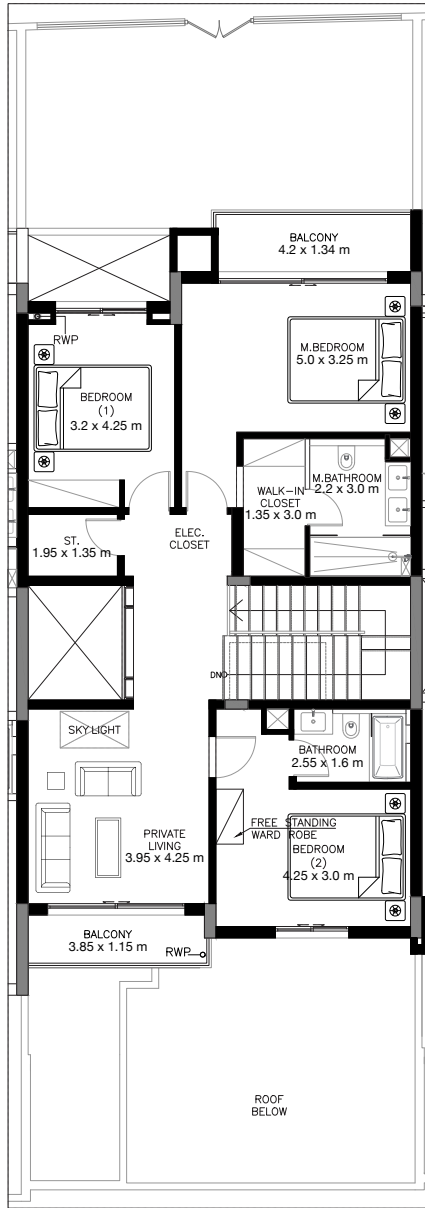 BALCONY
4.2 x 1.34 m
RWP
M.BEDROOM
5.0 x 3.25 m
BEDROOM
(1)
3.2 x 4.25 m
M.BATHROOM
2.2 x 3.0 m
WALK-IN
CLOSET
1.35 x 3.0 m
ST.
1.95 x 1.35 m
ELEC.
CLOSET
DN
SKY LIGHT
BATHROOM
2.55 x 1.6 m
FREE STANDING
WARD ROBE
PRIVATE
LIVING
3.95 x 4.25 m
BEDROOM
(2)
4.25 x 3.0 m
BALCONY
3.85 x 1.15 m
RWP
ROOF
BELOW